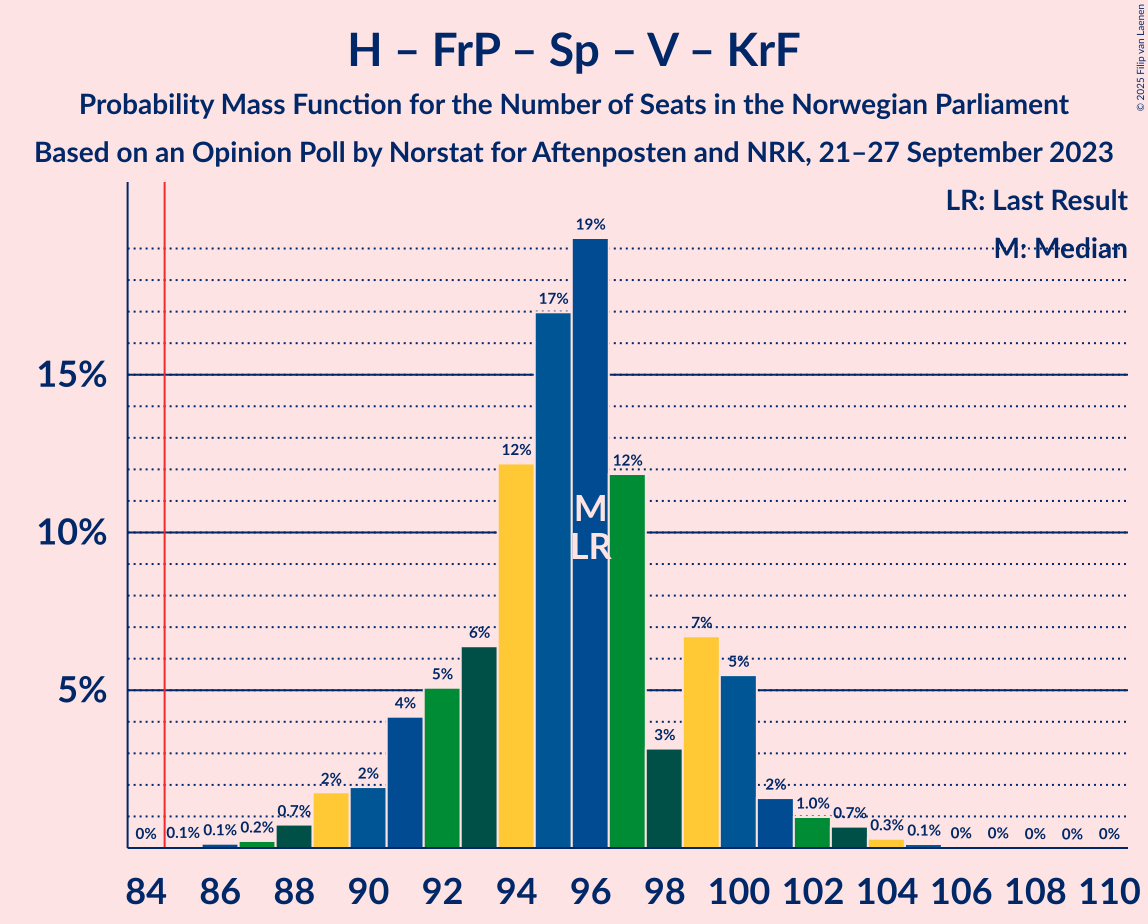 H – FrP – Sp – V – KrF
Probability Mass Function for the Number of Seats in the Norwegian Parliament
Based on an Opinion Poll by Norstat for Aftenposten and NRK, 21–27 September 2023
© 2025 Filip van Laenen
LR: Last Result
M: Median
15%
10%
5%
0% 0.1% 0.1% 0.2% 0.7% 2% 2% 4% 5% 6% 12% 17% 19% 12% 3% 7% 5% 2% 1.0% 0.7% 0.3% 0.1% 0% 0% 0% 0% 0%
M
LR
84 86 88 90 92 94 96 98 100 102 104 106 108 110